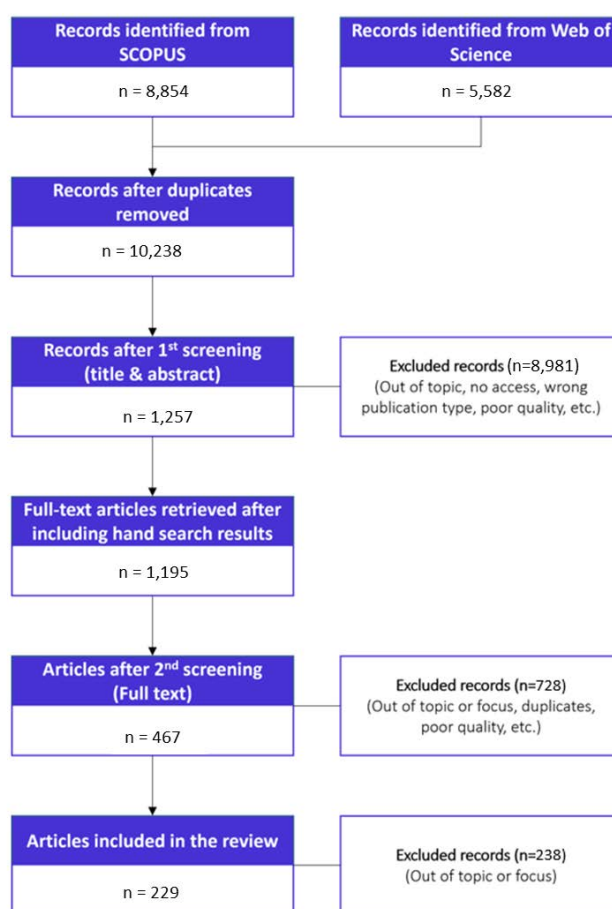 Records identified from
SCOPUS
n = 8,854
Records identified from Web of
Science
n = 5,582
Records after duplicates
removed
n = 10,238
Records after 1st screening
(title & abstract)
n = 1,257
Excluded records (n=8,981)
(Out of topic, no access, wrong
publication type, poor quality, etc.)
Full-text articles retrieved after
including hand search results
n = 1,195
Articles after 2nd screening
(Full text)
n = 467
Excluded records (n=728)
(Out of topic or focus, duplicates,
poor quality, etc.)
Articles included in the review
n = 229
Excluded records (n=238)
(Out of topic or focus)